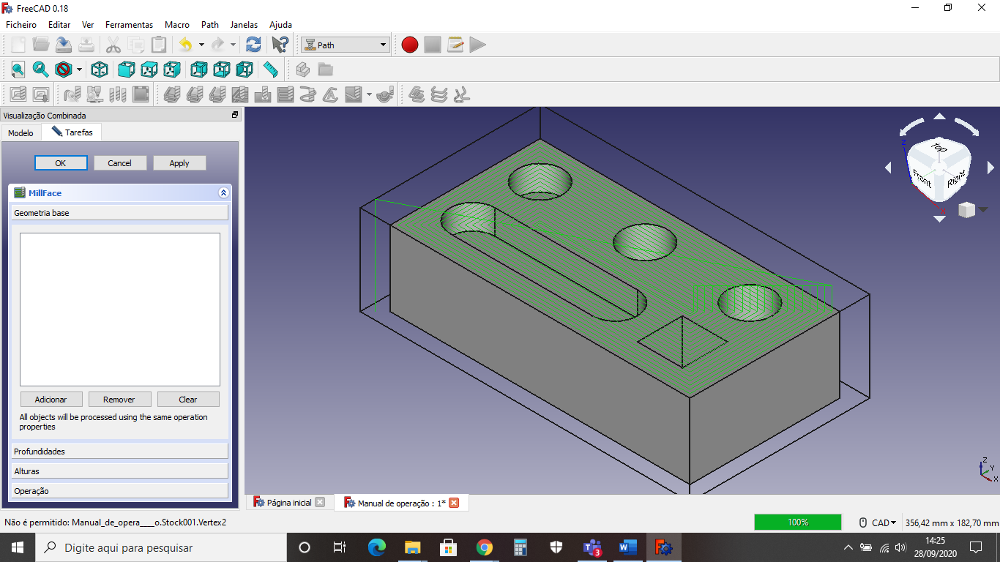 FreeCAD 0.18
Ficheiro Editar Ver Ferramentas Macro Path Janelas Ajuda
Path
Visualização Combinada
Modelo Tarefas
OK Cancel Apply
MillFace
Geometria base
Adicionar Remover Clear
All objects will be processed using the same operation
properties
Profundidades
Alturas
Operação
Top
Front
Right
Z
X
Z
Y
X
Página inicial
Manual de operação : 1*
Não é permitido: Manual_de_opera____o.Stock001.Vertex2
100%
CAD
356,42 mm x 182,70 mm
Digite aqui para pesquisar
3
14:25
28/09/2020